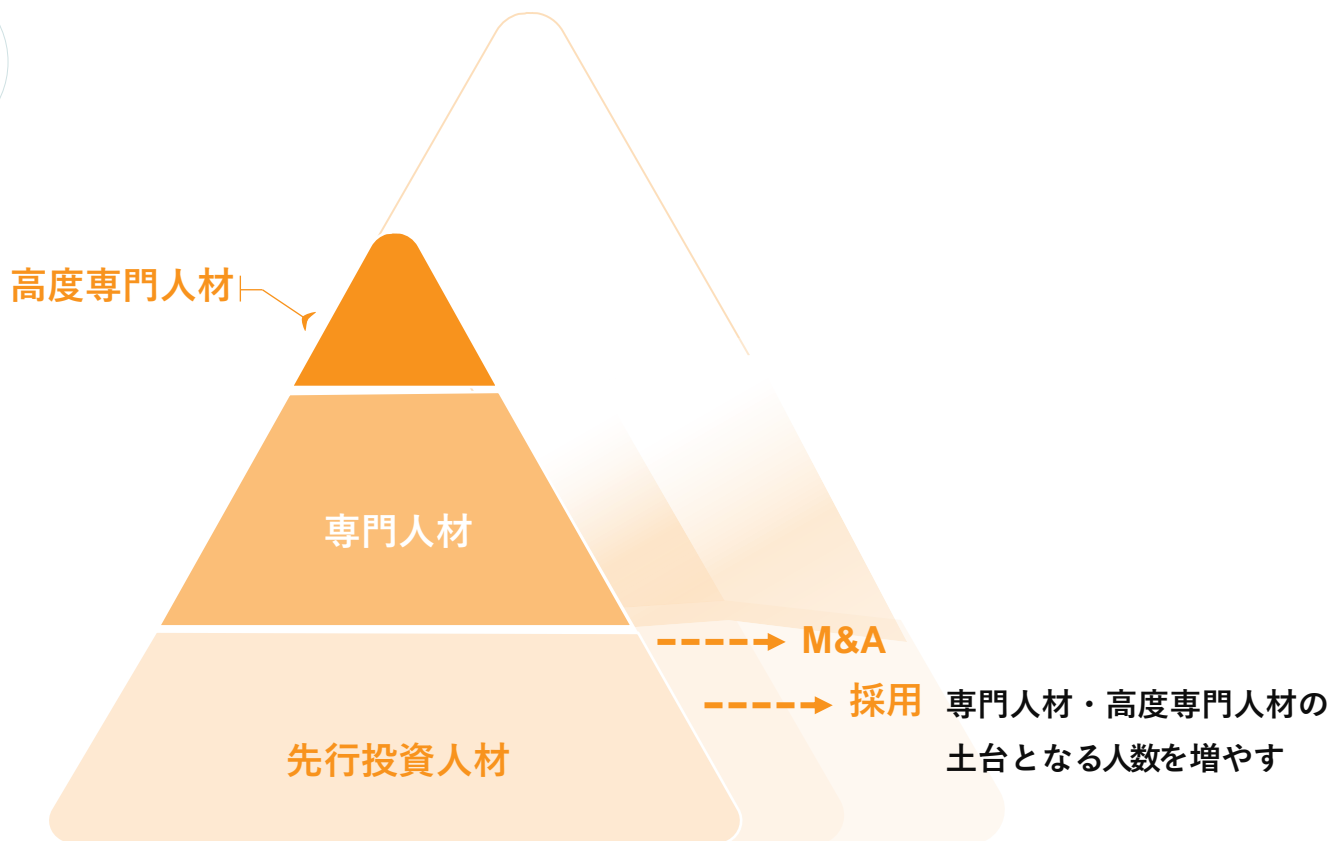 高度専門人材
専門人材
M&A
採用
専門人材・高度専門人材の
土台となる人数を増やす
先行投資人材